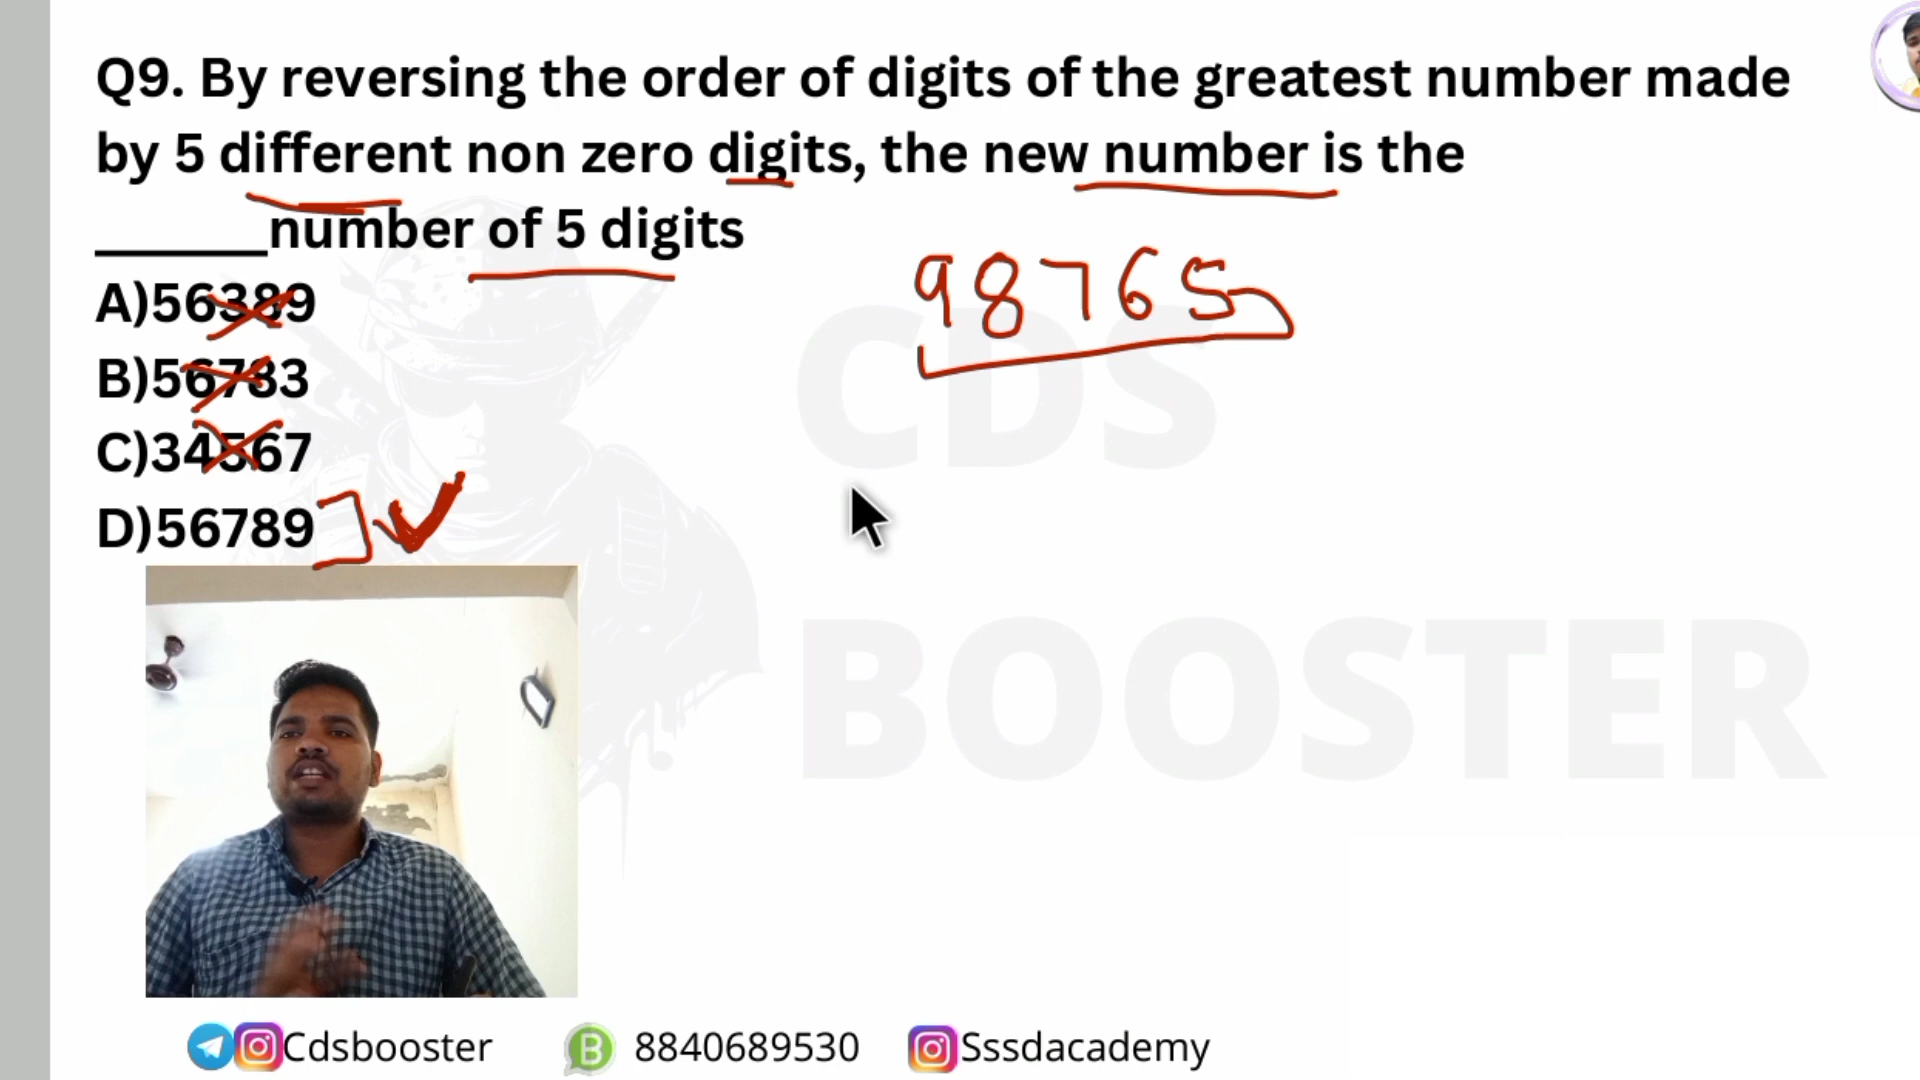 Q9. By reversing the order of digits of the greatest number made
by 5 different non zero digits, the new number is the
______number of 5 digits
98765
A)56389
B)56783
C)34567
D)56789
CDS
BOOSTER
Cdsbooster 8840689530 Sssdacademy